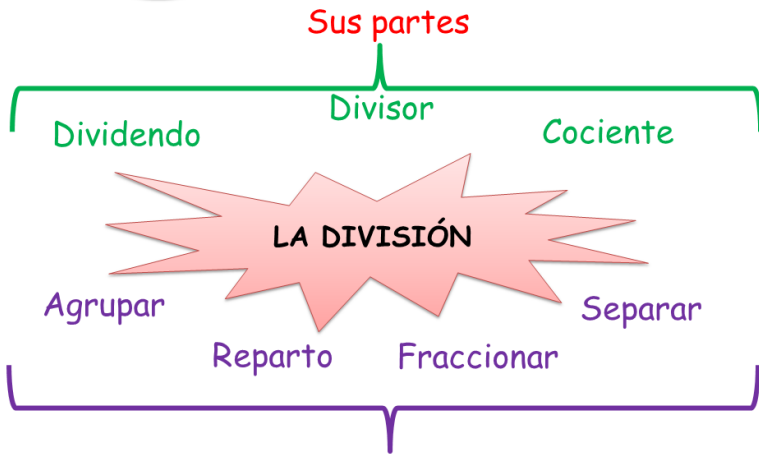 Sus partes
Dividendo Divisor Cociente
LA DIVISIÓN
Agrupar Separar
Reparto Fraccionar